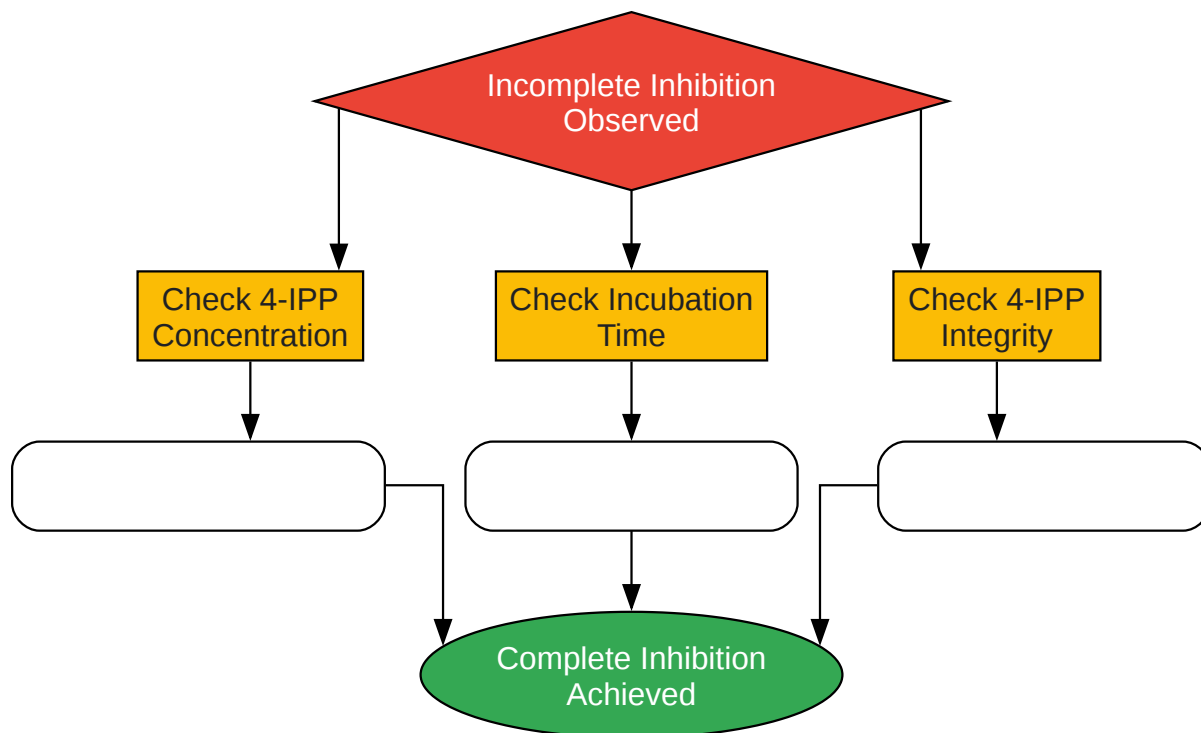 Incomplete Inhibition
Observed
Check 4-IPP
Concentration
Check Incubation
Time
Check 4-IPP
Integrity
Complete Inhibition
Achieved